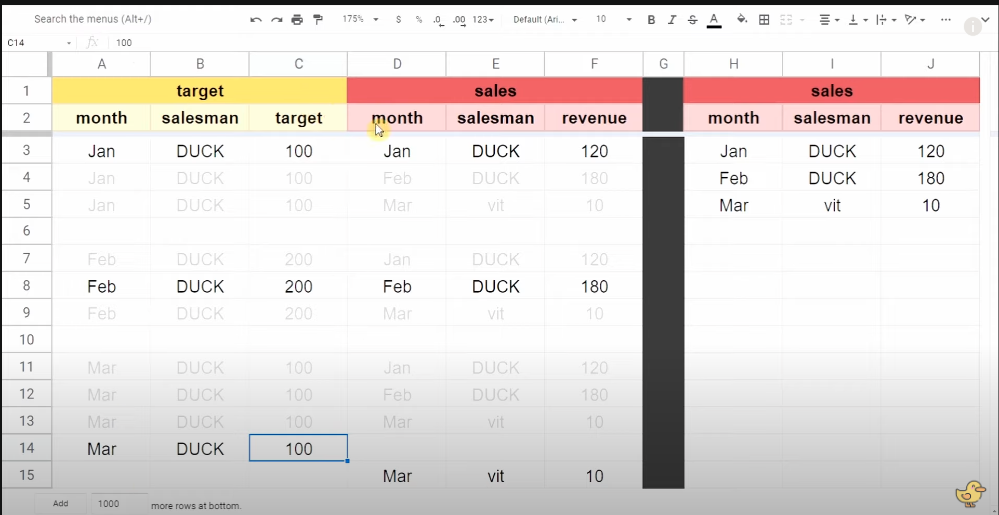 Search the menus (Alt+/) 175% $ % .0 .00 123 Default (Ari... 10 B I S A ...
C14 fx 100
A B C D E F G H I J
1 target sales sales
2 month salesman target month salesman revenue month salesman revenue
3 Jan DUCK 100 Jan DUCK 120 Jan DUCK 120
4 Jan DUCK 100 Feb DUCK 180 Feb DUCK 180
5 Jan DUCK 100 Mar vit 10 Mar vit 10
6
7 Feb DUCK 200 Jan DUCK 120
8 Feb DUCK 200 Feb DUCK 180
9 Feb DUCK 200 Mar vit 10
10
11 Mar DUCK 100 Jan DUCK 120
12 Mar DUCK 100 Feb DUCK 180
13 Mar DUCK 100 Mar vit 10
14 Mar DUCK 100
15 Mar vit 10
Add 1000 more rows at bottom.